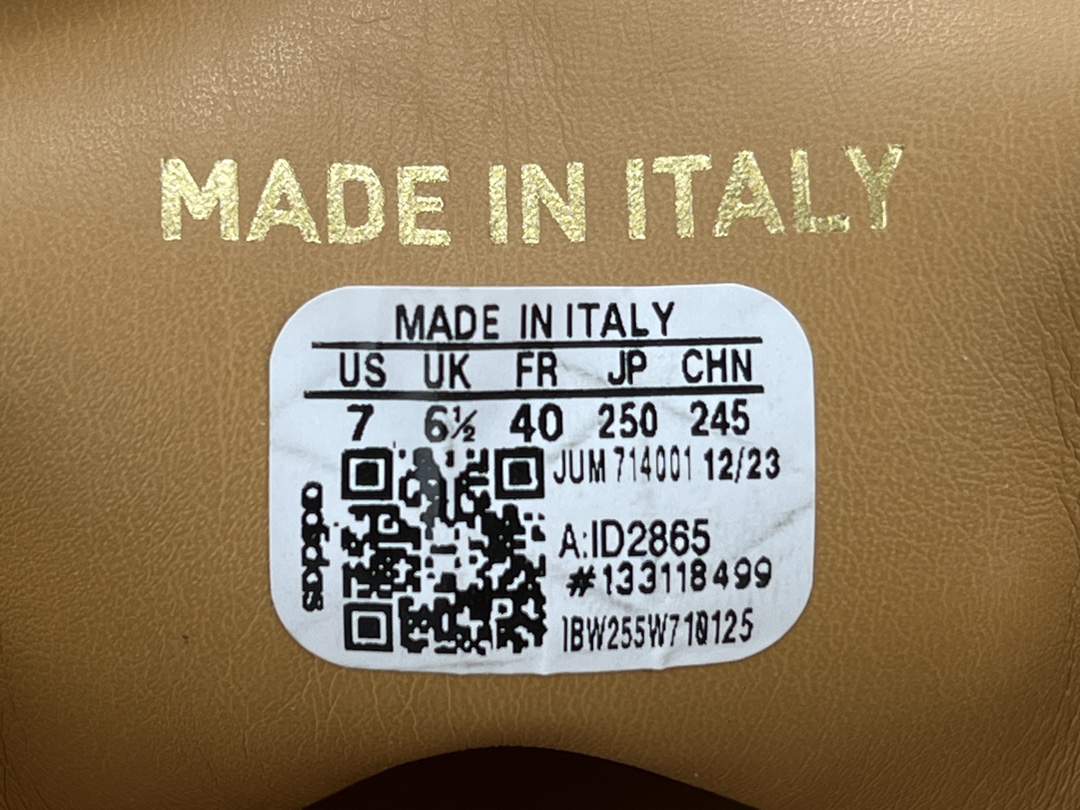 MADE IN ITALY
MADE IN ITALY
US UK FR JP CHN
7 6½ 40 250 245
JUM 714001 12/23
adidas
A:ID2865
#133118499